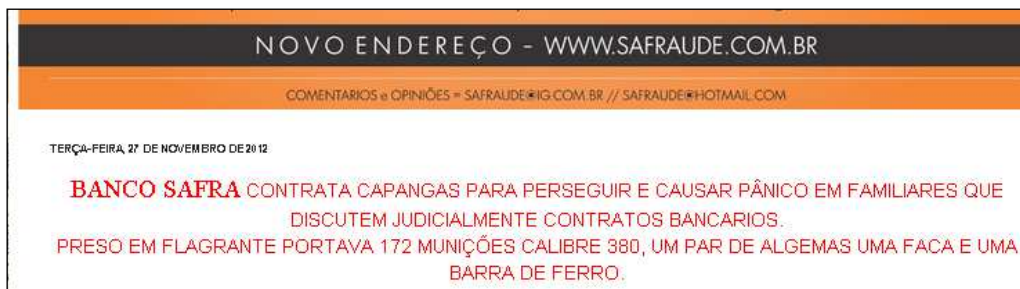 NOVO ENDEREÇO - WWW.SAFRAUDE.COM.BR
COMENTARIOS e OPINIÕES = SAFRAUDE@IG.COM.BR // SAFRAUDE@HOTMAIL.COM
TERÇA-FEIRA, 27 DE NOVEMBRO DE 2012
BANCO SAFRA CONTRATA CAPANGAS PARA PERSEGUIR E CAUSAR PÂNICO EM FAMILIARES QUE
DISCUTEM JUDICIALMENTE CONTRATOS BANCARIOS.
PRESO EM FLAGRANTE PORTAVA 172 MUNIÇÕES CALIBRE 380, UM PAR DE ALGEMAS UMA FACA E UMA
BARRA DE FERRO.